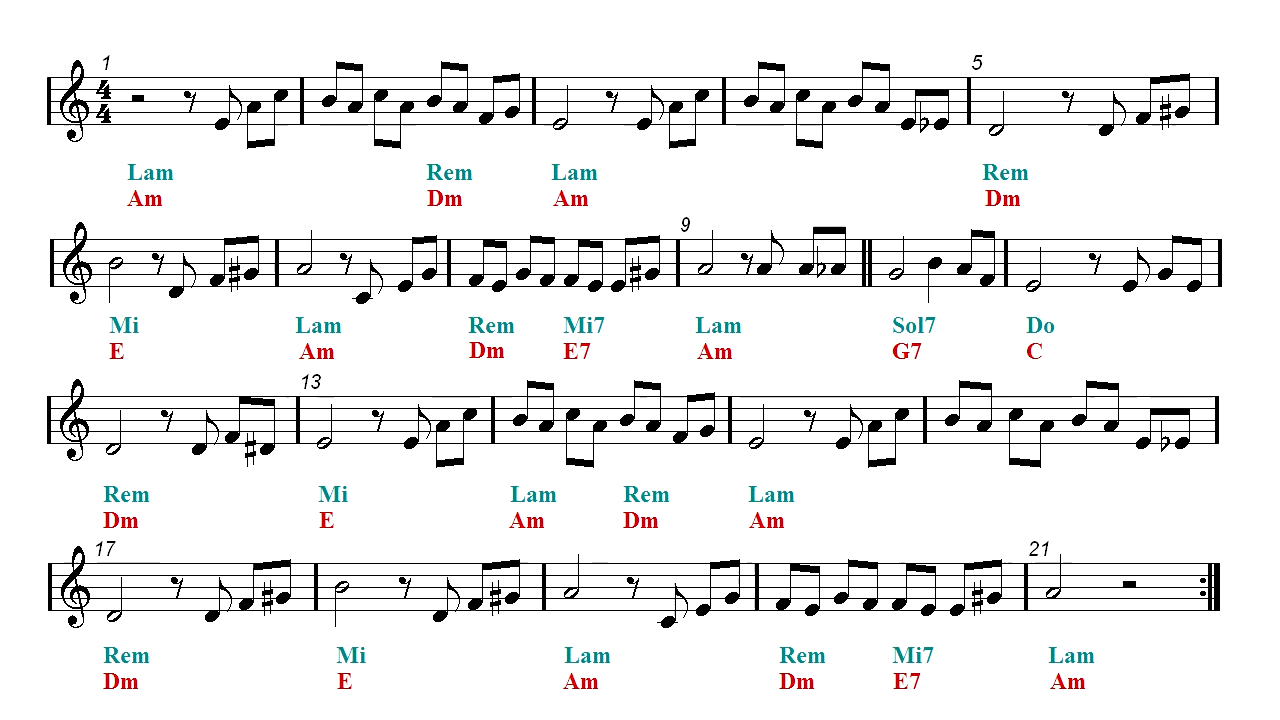 1 5
4
4
Lam Rem Lam Rem
Am Dm Am Dm
9
Mi Lam Rem Mi7 Lam Sol7 Do
E Am Dm E7 Am G7 C
13
Rem Mi Lam Rem Lam
Dm E Am Dm Am
17 21
Rem Mi Lam Rem Mi7 Lam
Dm E Am Dm E7 Am